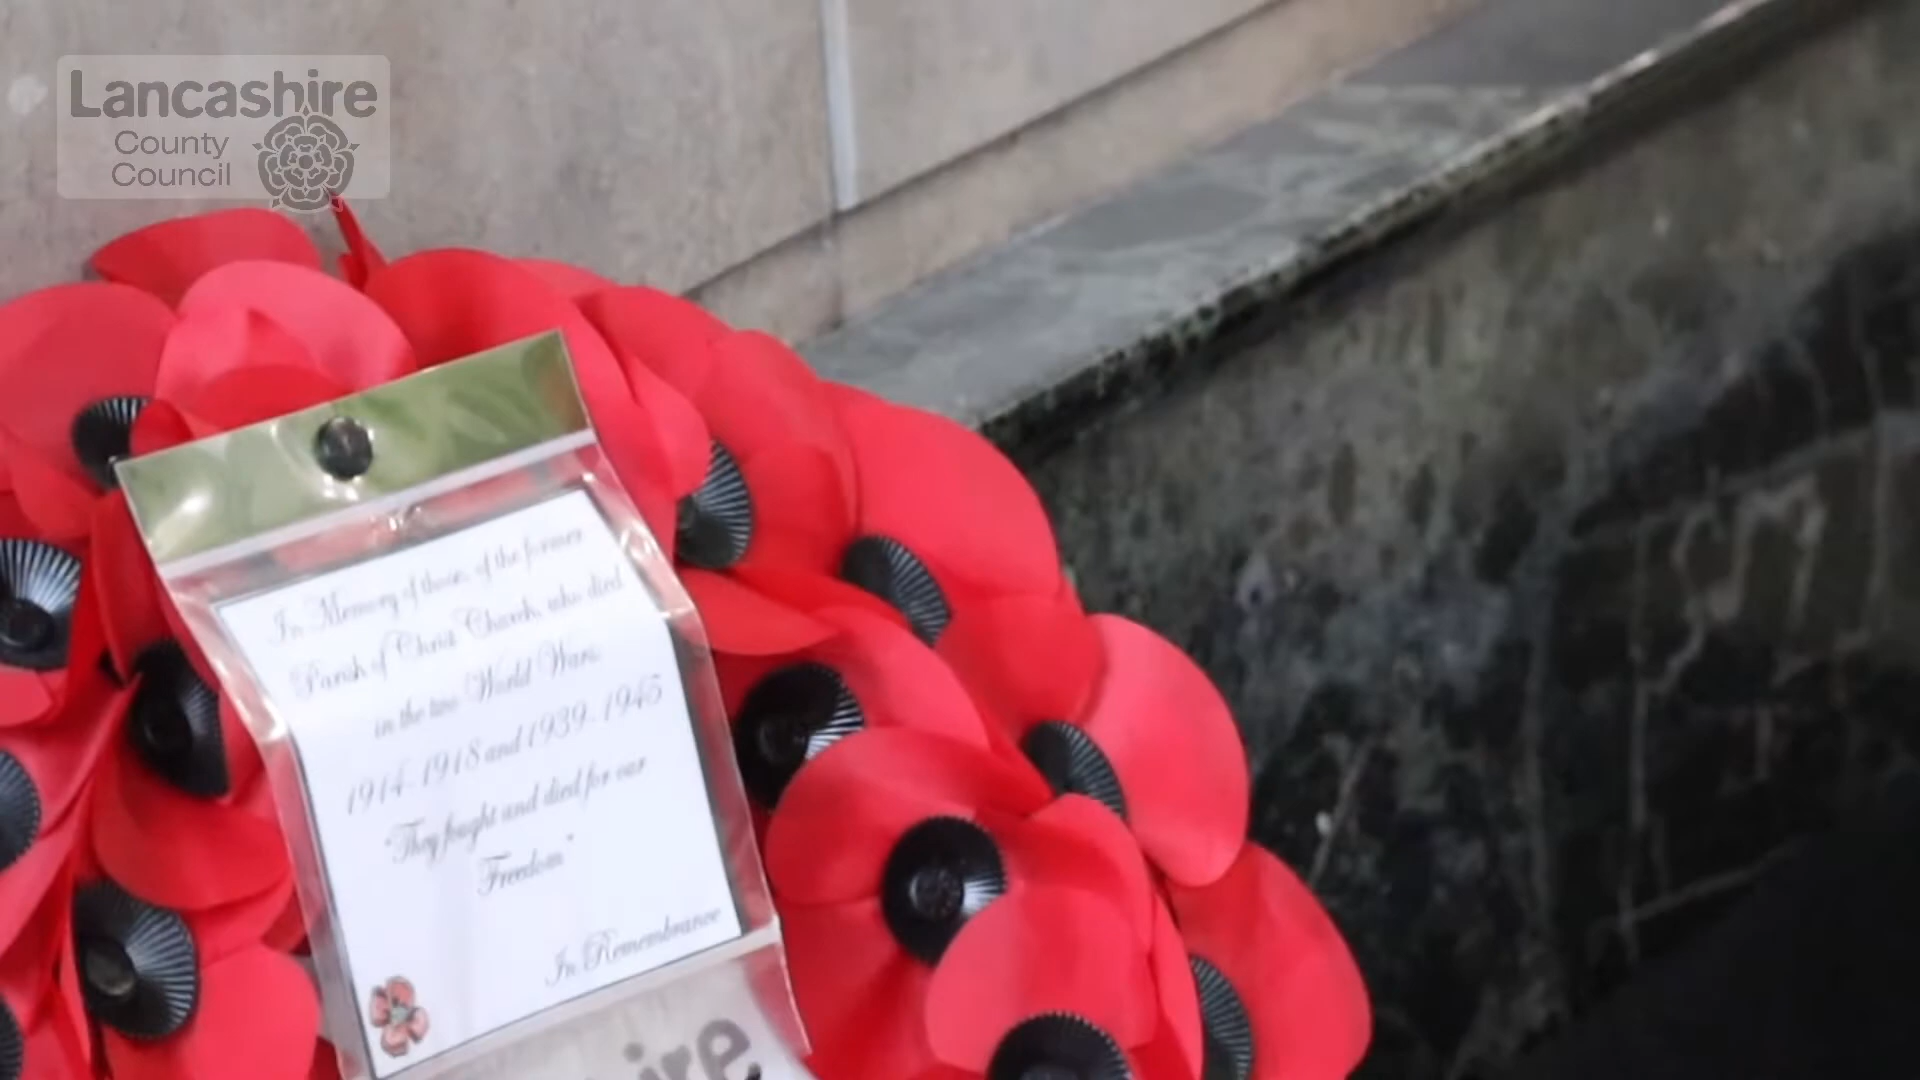 Lancashire
County
Council
In Memory of those, of the former
Parish of Christ Church, who died
in the two World Wars:
1914-1918 and 1939-1945
"They fought and died for our
Freedom"
In Remembrance
ire